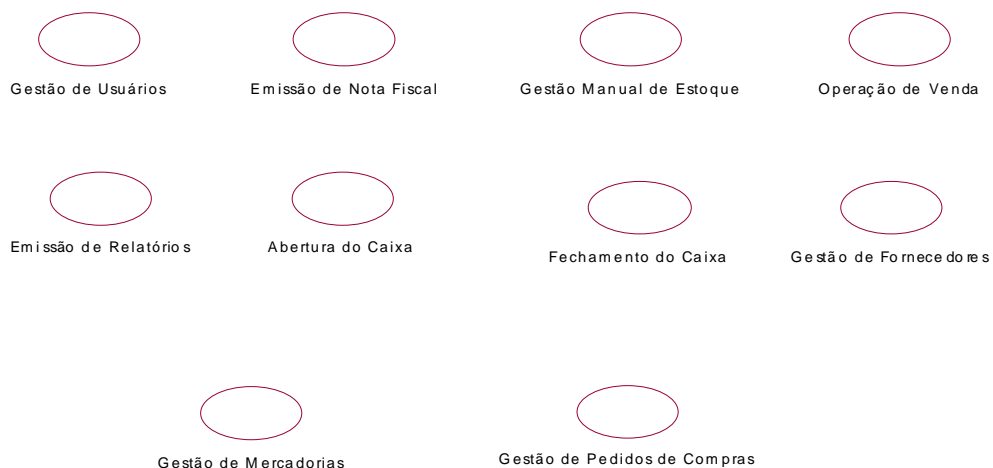 Gestão de Usuários
Emissão de Nota Fiscal
Gestão Manual de Estoque
Operação de Venda
Emissão de Relatórios
Abertura do Caixa
Fechamento do Caixa
Gestão de Fornecedores
Gestão de Mercadorias
Gestão de Pedidos de Compras